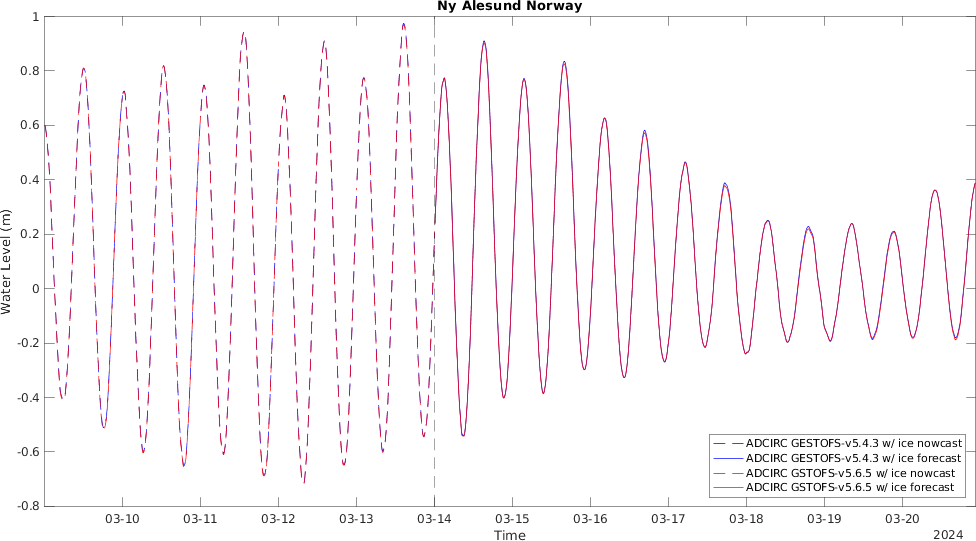 Ny Alesund Norway
1
0.8
0.6
0.4
0.2
0
-0.2
-0.4
-0.6
-0.8
Water Level (m)
03-10 03-11 03-12 03-13 03-14 03-15 03-16 03-17 03-18 03-19 03-20
Time
2024
ADCIRC GESTOFS-v5.4.3 w/ ice nowcast
ADCIRC GESTOFS-v5.4.3 w/ ice forecast
ADCIRC GSTOFS-v5.6.5 w/ ice nowcast
ADCIRC GSTOFS-v5.6.5 w/ ice forecast